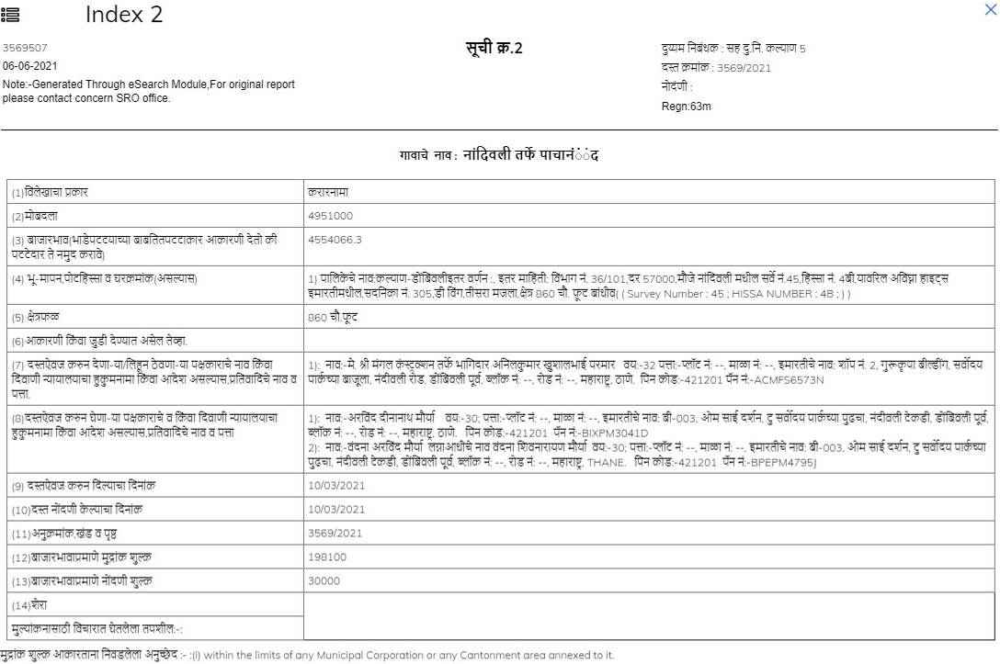 Index 2
3569507
सूची क्र.2
दुय्यम निबंधक : सह दु.नि. कल्याण 5
06-06-2021
दस्त क्रमांक : 3569/2021
Note:-Generated Through eSearch Module,For original report
please contact concern SRO office.
नोदंणी :
Regn:63m
गावाचे नाव : नांदिवली तर्फे पाचानंंद
(1)विलेखाचा प्रकार
करारनामा
(2)मोबदला
4951000
(3) बाजारभाव(भाडेपटटयाच्या बाबतितपटटाकार आकारणी देतो की
पटटेदार ते नमुद करावे)
4554066.3
(4) भू-मापन,पोटहिस्सा व घरक्रमांक(असल्यास)
1) पालिकेचे नाव:कल्याण-डोंबिवलीइतर वर्णन :, इतर माहिती: विभाग नं. 36/101,दर 57000,मौजे नांदिवली मधील सर्वे नं.45,हिस्सा नं. 4बी,यावरिल अविघ्ना हाइट्स
इमारतीमधील,सदनिका नं. 305,डी विंग,तीसरा मजला,क्षेत्र 860 चौ. फूट बांधीव( ( Survey Number : 45 ; HISSA NUMBER : 4B ; ) )
(5) क्षेत्रफळ
860 चौ.फूट
(6)आकारणी किंवा जुडी देण्यात असेल तेव्हा.
(7) दस्तऐवज करुन देणा-या/लिहून ठेवणा-या पक्षकाराचे नाव किंवा
दिवाणी न्यायालयाचा हुकुमनामा किंवा आदेश असल्यास,प्रतिवादिचे नाव व
पत्ता.
1): नाव:-मे. श्री मंगल कंस्ट्रक्शन तर्फे भागिदार अनिलकुमार खुशालभाई परमार वय:-32 पत्ता:-प्लॉट नं: --, माळा नं: --, इमारतीचे नाव: शॉप नं. 2, गुरूकृपा बील्डींग, सर्वोदय
पार्कच्या बाजूला, नंदीवली रोड, डोंबिवली पूर्व, ब्लॉक नं: --, रोड नं: --, महाराष्ट्र, ठाणे. पिन कोड:-421201 पॅन नं:-ACMFS6573N
(8)दस्तऐवज करुन घेणा-या पक्षकाराचे व किंवा दिवाणी न्यायालयाचा
हुकुमनामा किंवा आदेश असल्यास,प्रतिवादिचे नाव व पत्ता
1): नाव:-अरविंद दीनानाथ मौर्या वय:-30; पत्ता:-प्लॉट नं: --, माळा नं: --, इमारतीचे नाव: बी-003, ओम साई दर्शन, टु सर्वोदय पार्कच्या पुढचा, नंदीवली टेकडी, डोंबिवली पूर्व,
ब्लॉक नं: --, रोड नं: --, महाराष्ट्र, ठाणे. पिन कोड:-421201 पॅन नं:-BIXPM3041D
2): नाव:-वंदना अरविंद मौर्या लग्नाआधीचे नाव वंदना शिवनारायण मौर्या वय:-30; पत्ता:-प्लॉट नं: --, माळा नं: --, इमारतीचे नाव: बी-003, ओम साई दर्शन, टु सर्वोदय पार्कच्या
पुढचा, नंदीवली टेकडी, डोंबिवली पूर्व, ब्लॉक नं: --, रोड नं: --, महाराष्ट्र, THANE. पिन कोड:-421201 पॅन नं:-BPEPM4795J
(9) दस्तऐवज करुन दिल्याचा दिनांक
10/03/2021
(10)दस्त नोंदणी केल्याचा दिनांक
10/03/2021
(11)अनुक्रमांक,खंड व पृष्ठ
3569/2021
(12)बाजारभावाप्रमाणे मुद्रांक शुल्क
198100
(13)बाजारभावाप्रमाणे नोंदणी शुल्क
30000
(14)शेरा
मुल्यांकनासाठी विचारात घेतलेला तपशील:-:
मुद्रांक शुल्क आकारताना निवडलेला अनुच्छेद :- :(i) within the limits of any Municipal Corporation or any Cantonment area annexed to it.